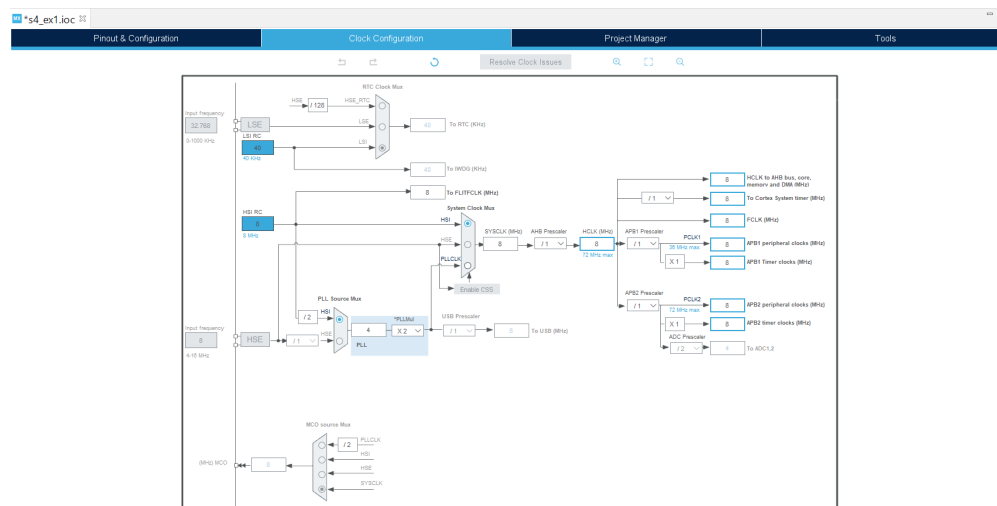 MX *s4_ex1.ioc
Pinout & Configuration
Clock Configuration
Project Manager
Tools
Resolve Clock Issues
RTC Clock Mux
HSE
/ 128
HSE_RTC
Input frequency
32.768
0-1000 KHz
LSE
LSE
40
To RTC (KHz)
LSI RC
40
40 KHz
LSI
40
To IWDG (KHz)
8
To FLITFCLK (MHz)
HSI RC
8
8 MHz
System Clock Mux
HSI
HSE
PLLCLK
Enable CSS
SYSCLK (MHz)
8
AHB Prescaler
/ 1
HCLK (MHz)
8
72 MHz max
8
HCLK to AHB bus, core,
memory and DMA (MHz)
/ 1
8
To Cortex System timer (MHz)
8
FCLK (MHz)
APB1 Prescaler
/ 1
PCLK1
36 MHz max
8
APB1 peripheral clocks (MHz)
X 1
8
APB1 Timer clocks (MHz)
APB2 Prescaler
/ 1
PCLK2
72 MHz max
8
APB2 peripheral clocks (MHz)
X 1
8
APB2 timer clocks (MHz)
ADC Prescaler
/ 2
4
To ADC1,2
PLL Source Mux
HSI
/ 2
4
*PLLMul
X 2
PLL
USB Prescaler
/ 1
8
To USB (MHz)
Input frequency
8
4-16 MHz
HSE
/ 1
HSE
MCO source Mux
PLLCLK
/ 2
HSI
HSE
SYSCLK
(MHz) MCO
8